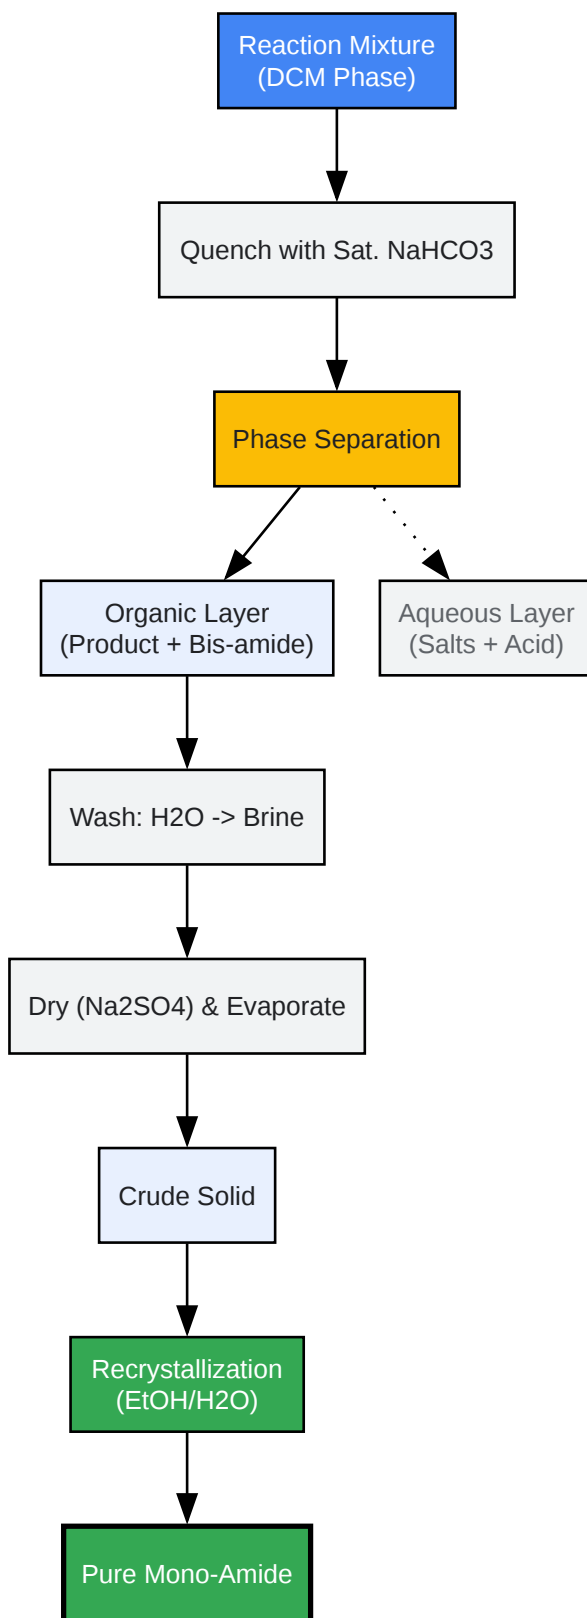 Reaction Mixture
(DCM Phase)
Quench with Sat. NaHCO3
Phase Separation
Organic Layer
(Product + Bis-amide)
Aqueous Layer
(Salts + Acid)
Wash: H2O -> Brine
Dry (Na2SO4) & Evaporate
Crude Solid
Recrystallization
(EtOH/H2O)
Pure Mono-Amide